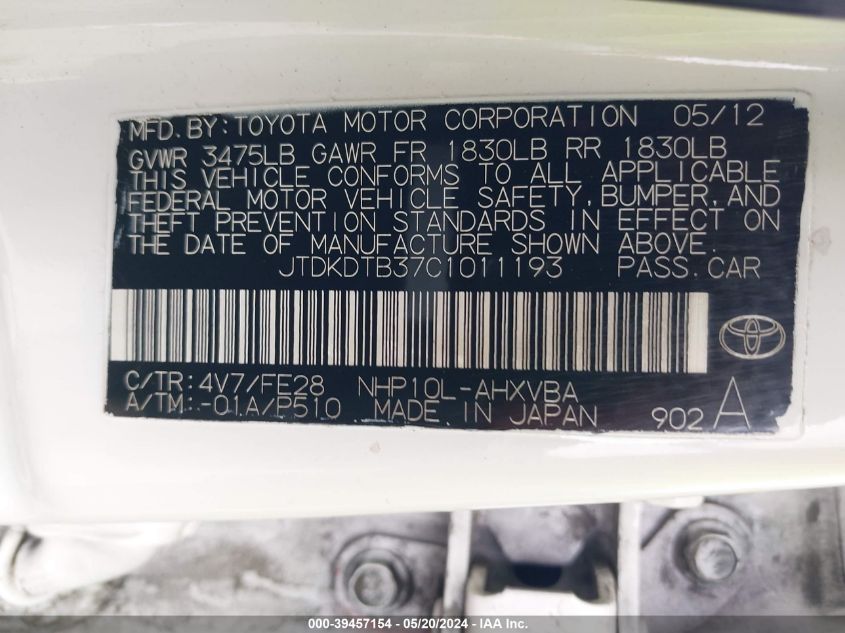 MFD. BY: TOYOTA MOTOR CORPORATION 05/12
GVWR 3475LB GAWR FR 1830LB RR 1830LB
THIS VEHICLE CONFORMS TO ALL APPLICABLE
FEDERAL MOTOR VEHICLE SAFETY, BUMPER, AND
THEFT PREVENTION STANDARDS IN EFFECT ON
THE DATE OF MANUFACTURE SHOWN ABOVE.
JTDKDTB37C1011193 PASS. CAR
C/TR: 4V7/FE28 NHP10L-AHXVBA
A/TM: -01A/P510 MADE IN JAPAN 902 A
000-39457154 - 05/20/2024 - IAA Inc.